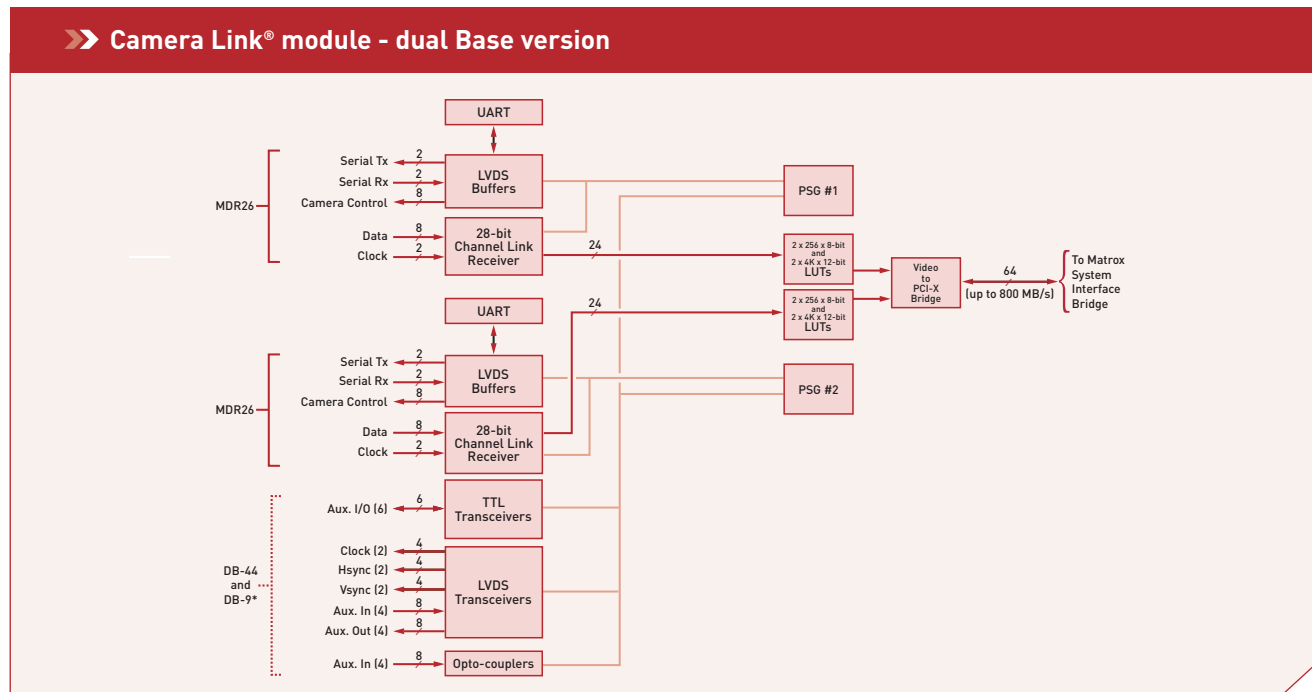 Camera Link® module - dual Base version
UART
Serial Tx
2
Serial Rx
2
Camera Control
8
LVDS
Buffers
PSG #1
MDR26
Data
8
Clock
2
28-bit
Channel Link
Receiver
24
2 x 256 x 8-bit
and
2 x 4K x 12-bit
LUTs
Video
to
PCI-X
Bridge
64
(up to 800 MB/s)
To Matrox
System
Interface
Bridge
UART
24
2 x 256 x 8-bit
and
2 x 4K x 12-bit
LUTs
Serial Tx
2
Serial Rx
2
Camera Control
8
LVDS
Buffers
PSG #2
MDR26
Data
8
Clock
2
28-bit
Channel Link
Receiver
Aux. I/O (6)
6
TTL
Transceivers
DB-44
and
DB-9*
Clock (2)
4
Hsync (2)
4
Vsync (2)
4
Aux. In (4)
8
Aux. Out (4)
8
LVDS
Transceivers
Aux. In (4)
8
Opto-couplers